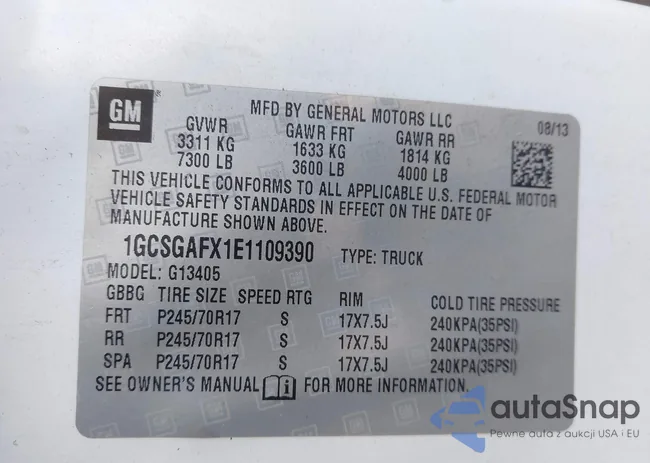 GM ®
MFD BY GENERAL MOTORS LLC
08/13
GVWR GAWR FRT GAWR RR
3311 KG 1633 KG 1814 KG
7300 LB 3600 LB 4000 LB
THIS VEHICLE CONFORMS TO ALL APPLICABLE U.S. FEDERAL MOTOR
VEHICLE SAFETY STANDARDS IN EFFECT ON THE DATE OF
MANUFACTURE SHOWN ABOVE.
1GCSGAFX1E1109390 TYPE: TRUCK
MODEL: G13405
GBBG TIRE SIZE SPEED RTG RIM COLD TIRE PRESSURE
FRT P245/70R17 S 17X7.5J 240KPA(35PSI)
RR P245/70R17 S 17X7.5J 240KPA(35PSI)
SPA P245/70R17 S 17X7.5J 240KPA(35PSI)
SEE OWNER'S MANUAL FOR MORE INFORMATION.
autaSnap
Pewne auta z aukcji USA i EU